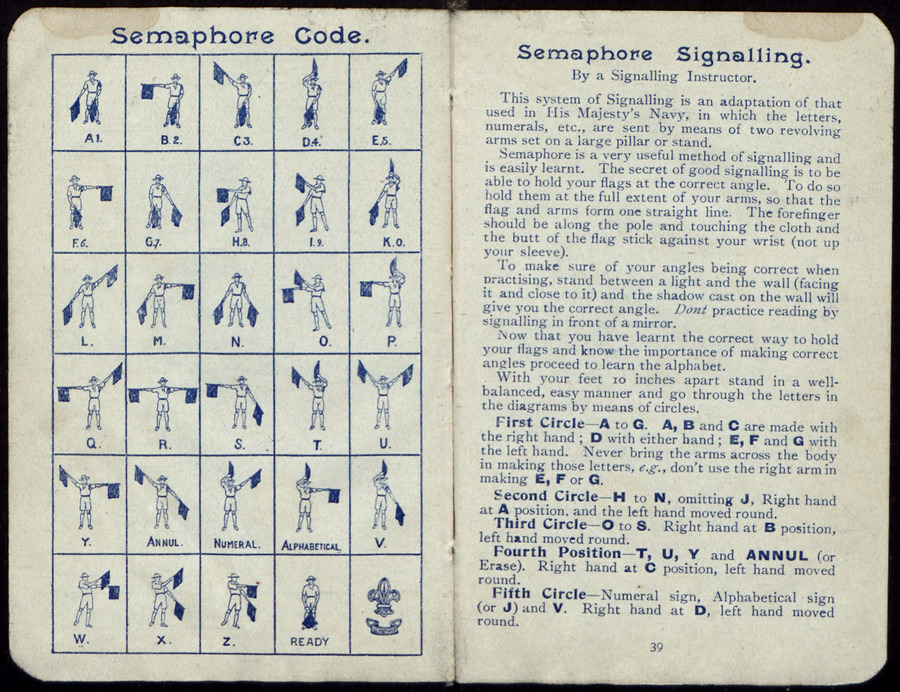 Semaphore Code.
A1. B.2. C3. D.4. E.5.
F.6. G.7. H.8. I.9. K.O.
L. M. N. O. P.
Q. R. S. T. U.
Y. ANNUL. NUMERAL. ALPHABETICAL V.
W. X. Z. READY
Semaphore Signalling.
By a Signalling Instructor.
This system of Signalling is an adaptation of that
used in His Majesty's Navy, in which the letters,
numerals, etc., are sent by means of two revolving
arms set on a large pillar or stand.
Semaphore is a very useful method of signalling and
is easily learnt. The secret of good signalling is to be
able to hold your flags at the correct angle. To do so
hold them at the full extent of your arms, so that the
flag and arms form one straight line. The forefinger
should be along the pole and touching the cloth and
the butt of the flag stick against your wrist (not up
your sleeve).
To make sure of your angles being correct when
practising, stand between a light and the wall (facing
it and close to it) and the shadow cast on the wall will
give you the correct angle. Dont practice reading by
signalling in front of a mirror.
Now that you have learnt the correct way to hold
your flags and know the importance of making correct
angles proceed to learn the alphabet.
With your feet 10 inches apart stand in a well-
balanced, easy manner and go through the letters in
the diagrams by means of circles.
First Circle—A to G. A, B and C are made with
the right hand; D with either hand; E, F and G with
the left hand. Never bring the arms across the body
in making those letters, e.g., don't use the right arm in
making E, F or G.
Second Circle—H to N, omitting J, Right hand
at A position, and the left hand moved round.
Third Circle—O to S. Right hand at B position,
left hand moved round.
Fourth Position—T, U, Y and ANNUL (or
Erase). Right hand at C position, left hand moved
round.
Fifth Circle—Numeral sign, Alphabetical sign
(or J) and V. Right hand at D, left hand moved
round.
39